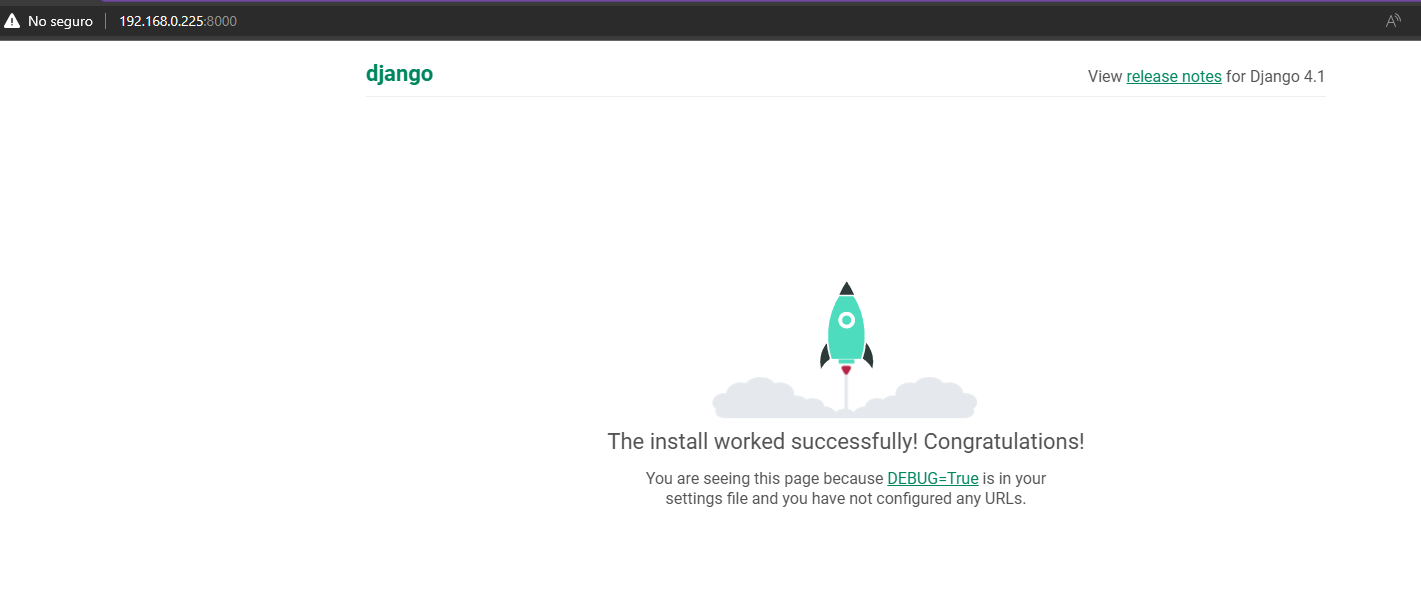 No seguro 192.168.0.225:8000
django
View release notes for Django 4.1
The install worked successfully! Congratulations!
You are seeing this page because DEBUG=True is in your
settings file and you have not configured any URLs.